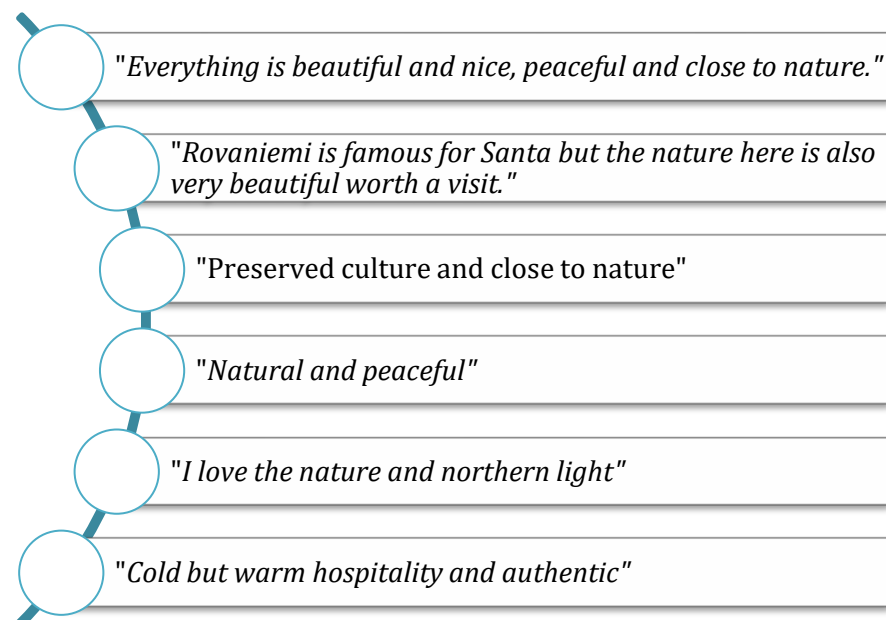 "Everything is beautiful and nice, peaceful and close to nature."
"Rovaniemi is famous for Santa but the nature here is also
very beautiful worth a visit."
"Preserved culture and close to nature"
"Natural and peaceful"
"I love the nature and northern light"
"Cold but warm hospitality and authentic"